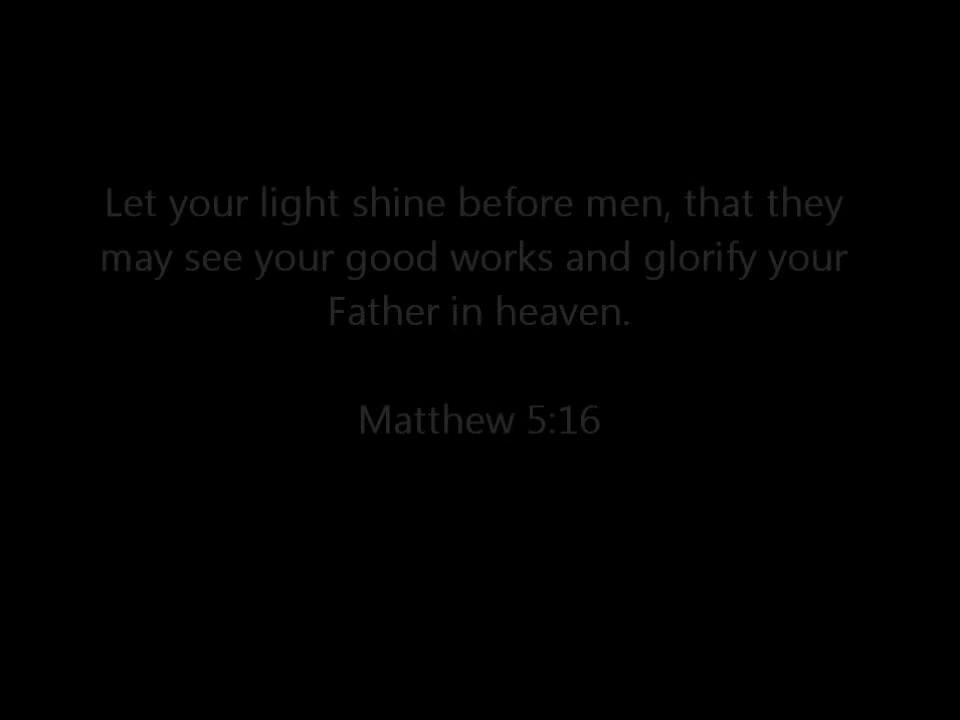 Let your light shine before men, that they
may see your good works and glorify your
Father in heaven.
Matthew 5:16